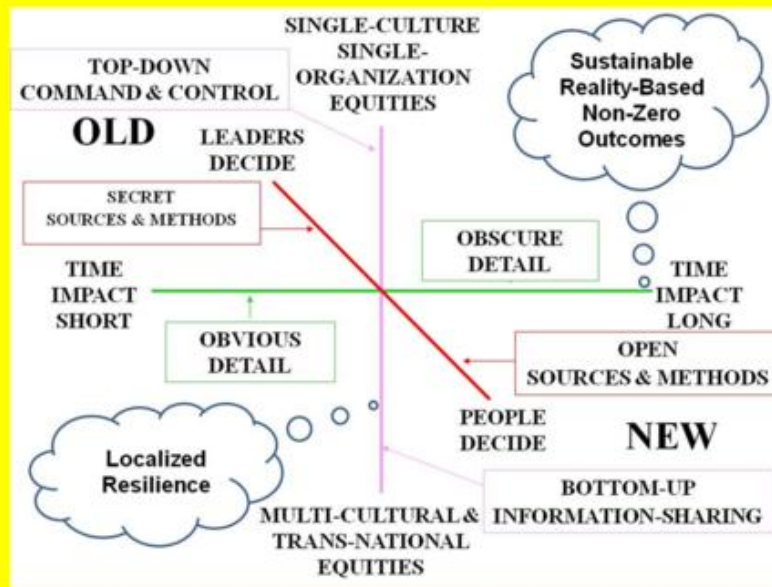 SINGLE-CULTURE
SINGLE-
ORGANIZATION
EQUITIES
TOP-DOWN
COMMAND & CONTROL
Sustainable
Reality-Based
Non-Zero
Outcomes
OLD
LEADERS
DECIDE
SECRET
SOURCES & METHODS
OBSCURE
DETAIL
TIME
IMPACT
SHORT
TIME
IMPACT
LONG
OBVIOUS
DETAIL
OPEN
SOURCES & METHODS
PEOPLE
DECIDE
NEW
Localized
Resilience
BOTTOM-UP
INFORMATION-SHARING
MULTI-CULTURAL &
TRANS-NATIONAL
EQUITIES